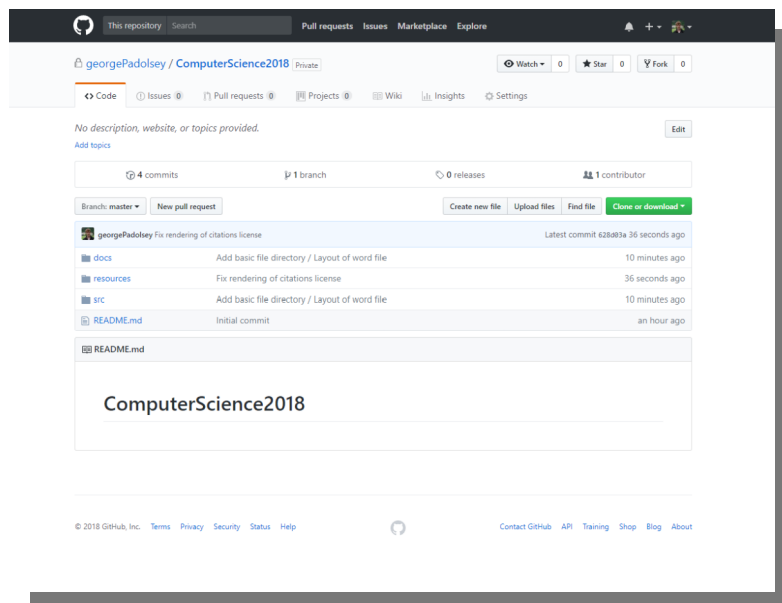 This repository Search Pull requests Issues Marketplace Explore
georgePadolsey / ComputerScience2018 Private Watch 0 Star 0 Fork 0
Code Issues 0 Pull requests 0 Projects 0 Wiki Insights Settings
No description, website, or topics provided. Edit
Add topics
4 commits 1 branch 0 releases 1 contributor
Branch: master New pull request Create new file Upload files Find file Clone or download
georgePadolsey Fix rendering of citations license Latest commit 628d03a 36 seconds ago
docs Add basic file directory / Layout of word file 10 minutes ago
resources Fix rendering of citations license 36 seconds ago
src Add basic file directory / Layout of word file 10 minutes ago
README.md Initial commit an hour ago
README.md
ComputerScience2018
© 2018 GitHub, Inc. Terms Privacy Security Status Help Contact GitHub API Training Shop Blog About